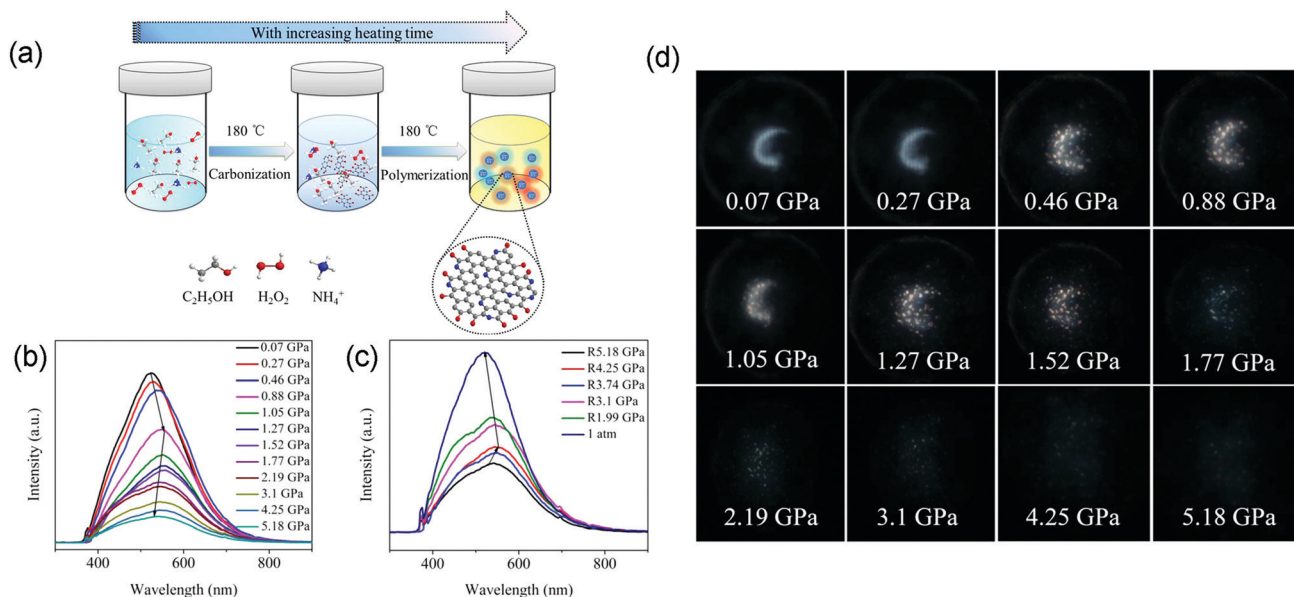 With increasing heating time
(a)
180 ℃
Carbonization
180 ℃
Polymerization
C₂H₅OH
H₂O₂
NH₄⁺
(b)
0.07 GPa
0.27 GPa
0.46 GPa
0.88 GPa
1.05 GPa
1.27 GPa
1.52 GPa
1.77 GPa
2.19 GPa
3.1 GPa
4.25 GPa
5.18 GPa
Intensity (a.u.)
400 600 800
Wavelength (nm)
(c)
R5.18 GPa
R4.25 GPa
R3.74 GPa
R3.1 GPa
R1.99 GPa
1 atm
Intensity (a.u.)
400 600 800
Wavelength (nm)
(d)
0.07 GPa 0.27 GPa 0.46 GPa 0.88 GPa
1.05 GPa 1.27 GPa 1.52 GPa 1.77 GPa
2.19 GPa 3.1 GPa 4.25 GPa 5.18 GPa